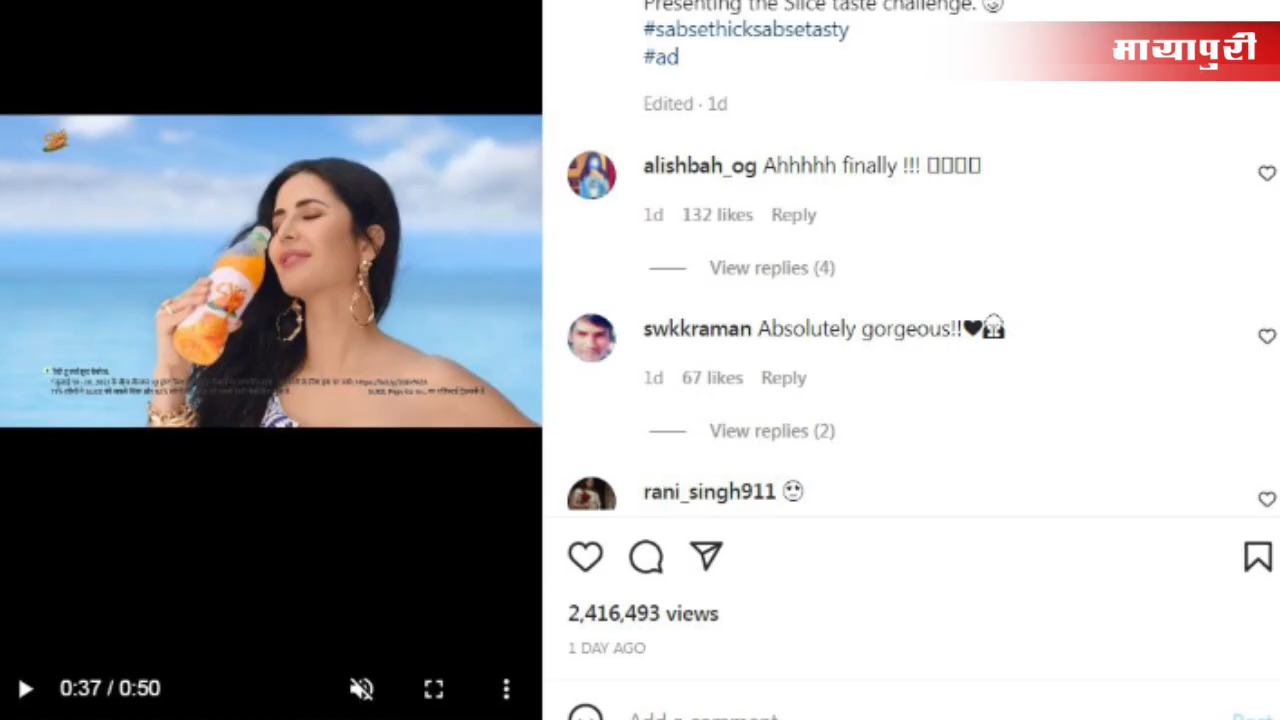 Presenting the Slice taste challenge.
#sabsethicksabsetasty
#ad
मायापुरी
Edited · 1d
alishbah_og Ahhhhh finally !!!
1d 132 likes Reply
View replies (4)
swkkraman Absolutely gorgeous!!
1d 67 likes Reply
View replies (2)
rani_singh911
2,416,493 views
1 DAY AGO
Add a comment
Post
0:37 / 0:50